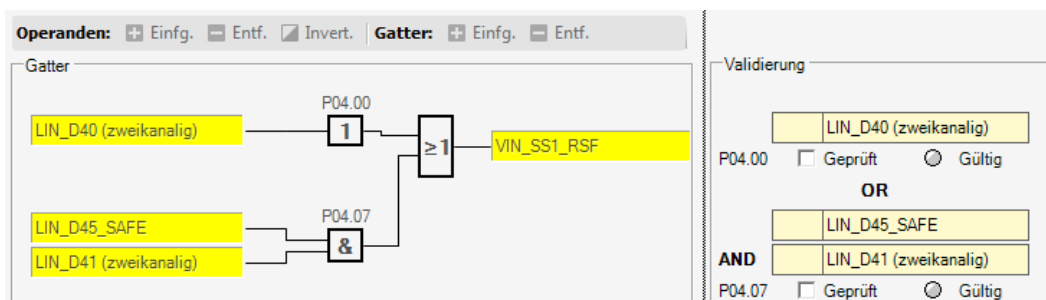 Operanden: Einfg. Entf. Invert. Gatter: Einfg. Entf.
Gatter
P04.00
LIN_D40 (zweikanalig)
1
≥1
VIN_SS1_RSF
P04.07
LIN_D45_SAFE
&
LIN_D41 (zweikanalig)
Validierung
LIN_D40 (zweikanalig)
P04.00 Geprüft Gültig
OR
LIN_D45_SAFE
AND LIN_D41 (zweikanalig)
P04.07 Geprüft Gültig